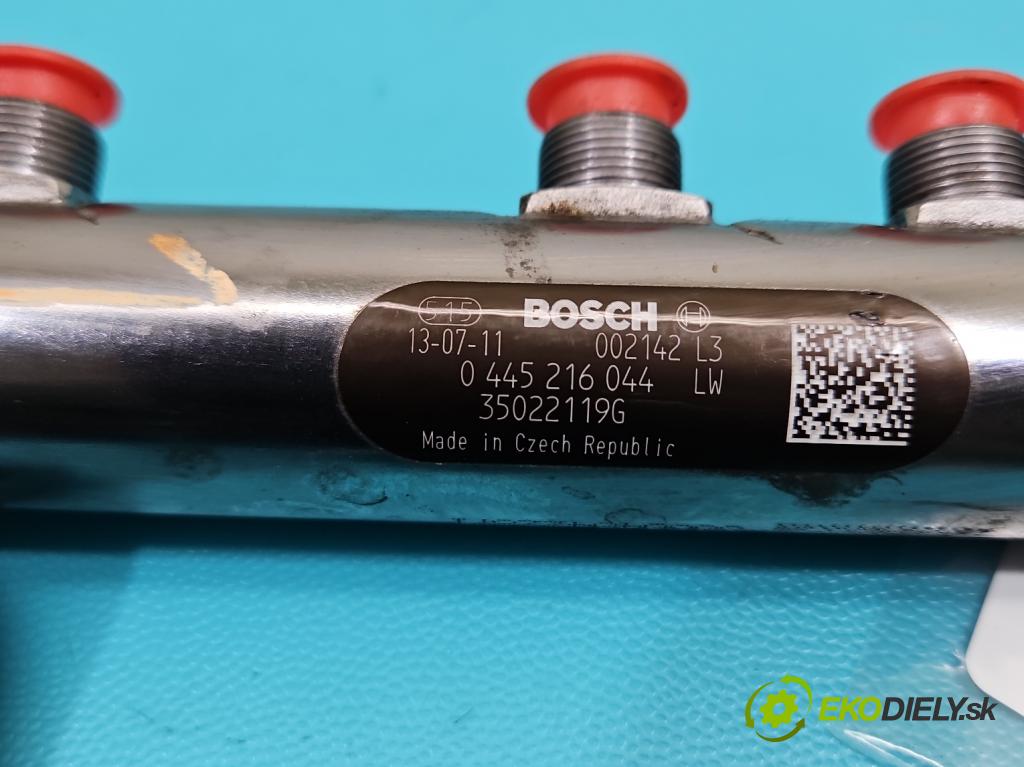 515 BOSCH
13-07-11 002142 L3
0 445 216 044 LW
35022119G
Made in Czech Republic
EKODIELY.sk